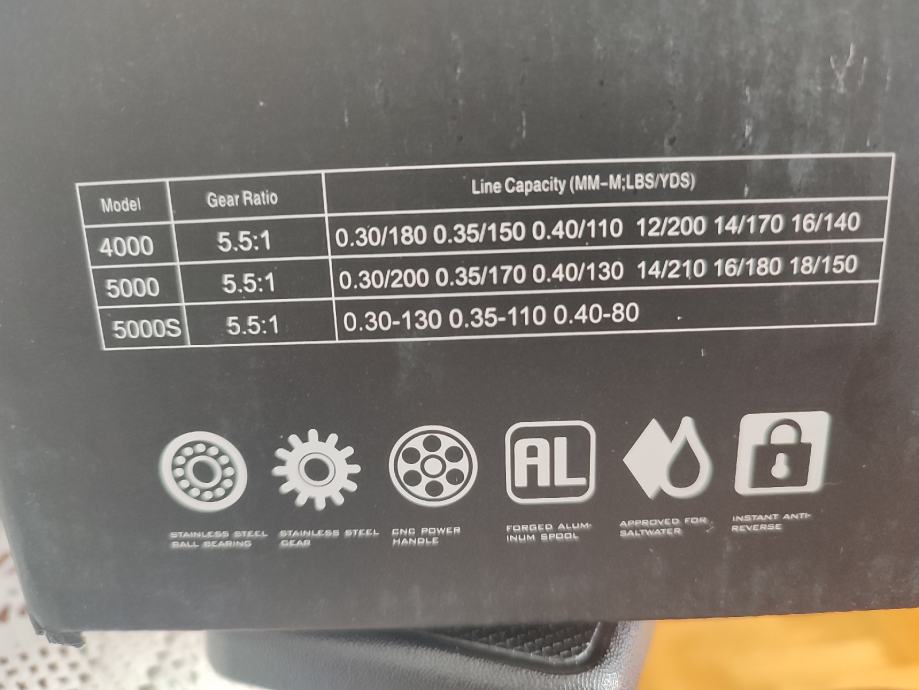 Model Gear Ratio Line Capacity (MM-M;LBS/YDS)
4000 5.5:1 0.30/180 0.35/150 0.40/110 12/200 14/170 16/140
5000 5.5:1 0.30/200 0.35/170 0.40/130 14/210 16/180 18/150
5000S 5.5:1 0.30-130 0.35-110 0.40-80
AL
STAINLESS STEEL
BALL BEARING
STAINLESS STEEL
GEAR
CNC POWER
HANDLE
FORGED ALUM-
INUM SPOOL
APPROVED FOR
SALTWATER
INSTANT ANTI-
REVERSE